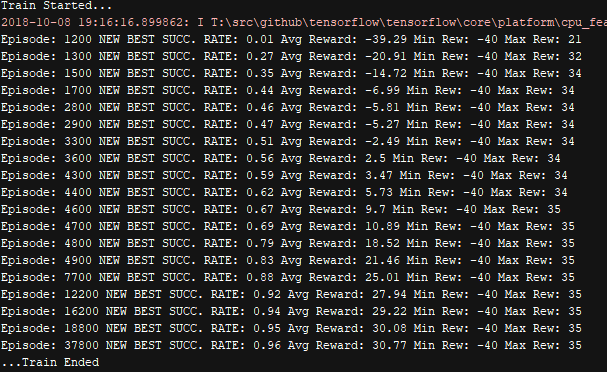 Train Started...
2018-10-08 19:16:16.899862: I T:\src\github\tensorflow\tensorflow\core\platform\cpu_fea
Episode: 1200 NEW BEST SUCC. RATE: 0.01 Avg Reward: -39.29 Min Rew: -40 Max Rew: 21
Episode: 1300 NEW BEST SUCC. RATE: 0.27 Avg Reward: -20.91 Min Rew: -40 Max Rew: 32
Episode: 1500 NEW BEST SUCC. RATE: 0.35 Avg Reward: -14.72 Min Rew: -40 Max Rew: 34
Episode: 1700 NEW BEST SUCC. RATE: 0.44 Avg Reward: -6.99 Min Rew: -40 Max Rew: 34
Episode: 2800 NEW BEST SUCC. RATE: 0.46 Avg Reward: -5.81 Min Rew: -40 Max Rew: 34
Episode: 2900 NEW BEST SUCC. RATE: 0.47 Avg Reward: -5.27 Min Rew: -40 Max Rew: 34
Episode: 3300 NEW BEST SUCC. RATE: 0.51 Avg Reward: -2.49 Min Rew: -40 Max Rew: 34
Episode: 3600 NEW BEST SUCC. RATE: 0.56 Avg Reward: 2.5 Min Rew: -40 Max Rew: 34
Episode: 4300 NEW BEST SUCC. RATE: 0.59 Avg Reward: 3.47 Min Rew: -40 Max Rew: 34
Episode: 4400 NEW BEST SUCC. RATE: 0.62 Avg Reward: 5.73 Min Rew: -40 Max Rew: 34
Episode: 4600 NEW BEST SUCC. RATE: 0.67 Avg Reward: 9.7 Min Rew: -40 Max Rew: 35
Episode: 4700 NEW BEST SUCC. RATE: 0.69 Avg Reward: 10.89 Min Rew: -40 Max Rew: 35
Episode: 4800 NEW BEST SUCC. RATE: 0.79 Avg Reward: 18.52 Min Rew: -40 Max Rew: 35
Episode: 4900 NEW BEST SUCC. RATE: 0.83 Avg Reward: 21.46 Min Rew: -40 Max Rew: 35
Episode: 7700 NEW BEST SUCC. RATE: 0.88 Avg Reward: 25.01 Min Rew: -40 Max Rew: 35
Episode: 12200 NEW BEST SUCC. RATE: 0.92 Avg Reward: 27.94 Min Rew: -40 Max Rew: 35
Episode: 16200 NEW BEST SUCC. RATE: 0.94 Avg Reward: 29.22 Min Rew: -40 Max Rew: 35
Episode: 18800 NEW BEST SUCC. RATE: 0.95 Avg Reward: 30.08 Min Rew: -40 Max Rew: 35
Episode: 37800 NEW BEST SUCC. RATE: 0.96 Avg Reward: 30.77 Min Rew: -40 Max Rew: 35
...Train Ended